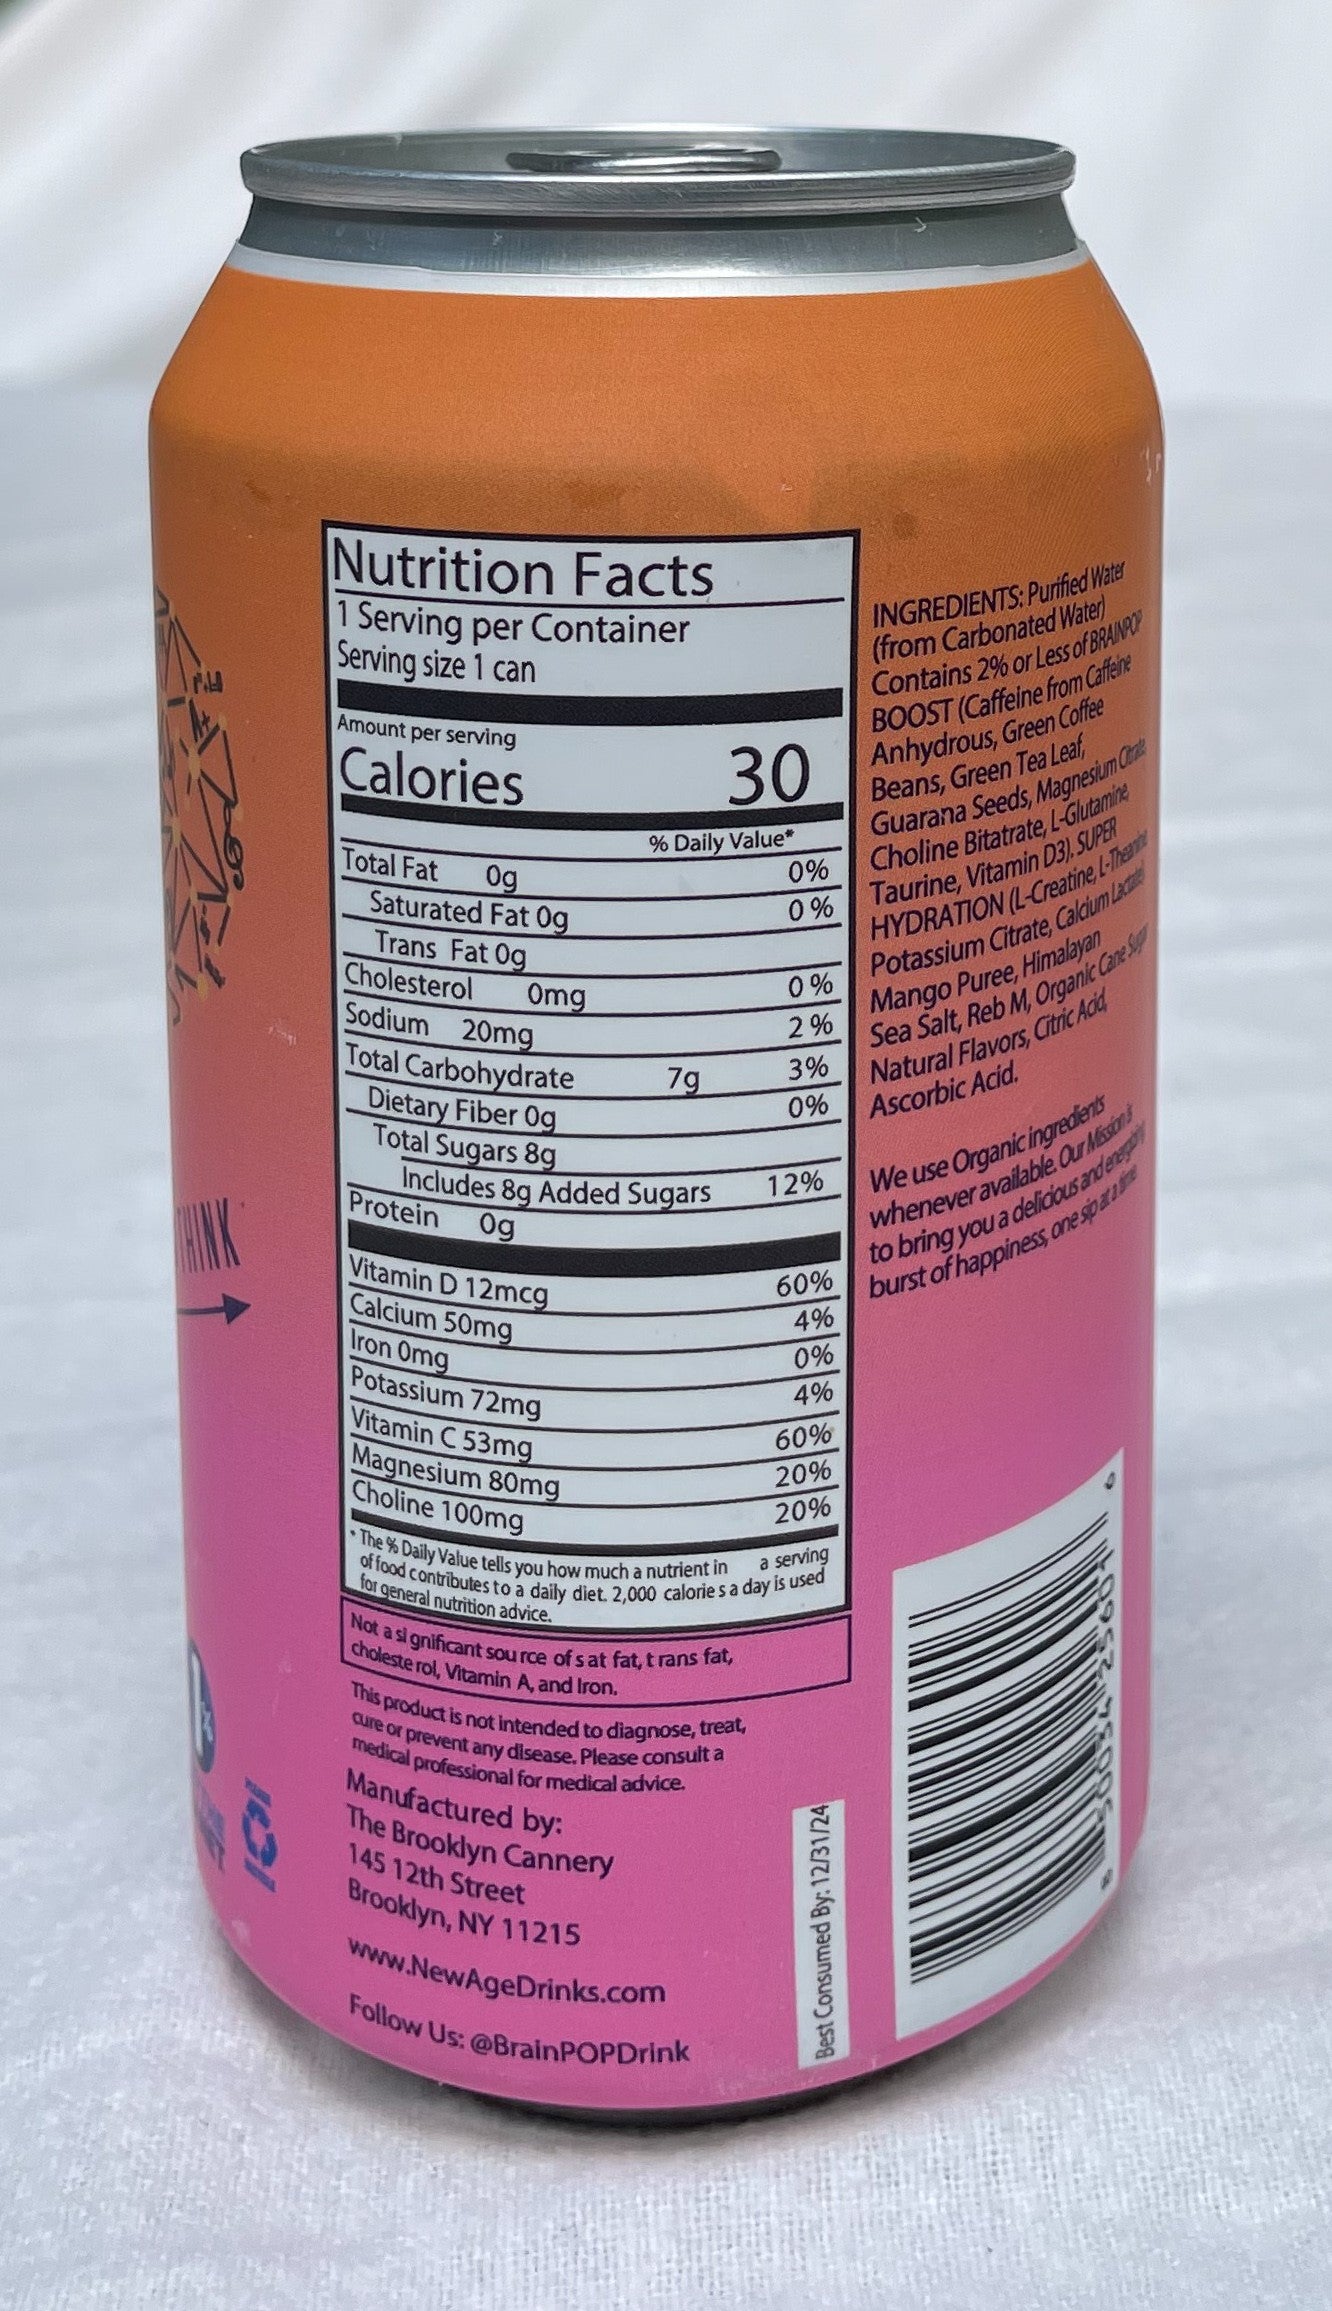 THINK
Nutrition Facts
1 Serving per Container
Serving size 1 can
Amount per serving
Calories 30
% Daily Value*
Total Fat 0g 0%
Saturated Fat 0g 0%
Trans Fat 0g
Cholesterol 0mg 0%
Sodium 20mg 2%
Total Carbohydrate 7g 3%
Dietary Fiber 0g 0%
Total Sugars 8g
Includes 8g Added Sugars 12%
Protein 0g
Vitamin D 12mcg 60%
Calcium 50mg 4%
Iron 0mg 0%
Potassium 72mg 4%
Vitamin C 53mg 60%
Magnesium 80mg 20%
Choline 100mg 20%
* The % Daily Value tells you how much a nutrient in a serving
of food contributes to a daily diet. 2,000 calories a day is used
for general nutrition advice.
Not a significant source of sat fat, trans fat,
cholesterol, Vitamin A, and Iron.
This product is not intended to diagnose, treat,
cure or prevent any disease. Please consult a
medical professional for medical advice.
Manufactured by:
The Brooklyn Cannery
145 12th Street
Brooklyn, NY 11215
www.NewAgeDrinks.com
Follow Us: @BrainPOPDrink
Best Consumed By: 12/31/24
INGREDIENTS: Purified Water
(from Carbonated Water)
Contains 2% or Less of BRAINPOP
BOOST (Caffeine from Caffeine
Anhydrous, Green Coffee
Beans, Green Tea Leaf,
Guarana Seeds, Magnesium Citrate,
Choline Bitatrate, L-Glutamine,
Taurine, Vitamin D3). SUPER
HYDRATION (L-Creatine, L-Theanine
Potassium Citrate, Calcium Lactate)
Mango Puree, Himalayan
Sea Salt, Reb M, Organic Cane Sugar
Natural Flavors, Citric Acid,
Ascorbic Acid.
We use Organic ingredients
whenever available. Our Mission is
to bring you a delicious and energizing
burst of happiness, one sip at a time.